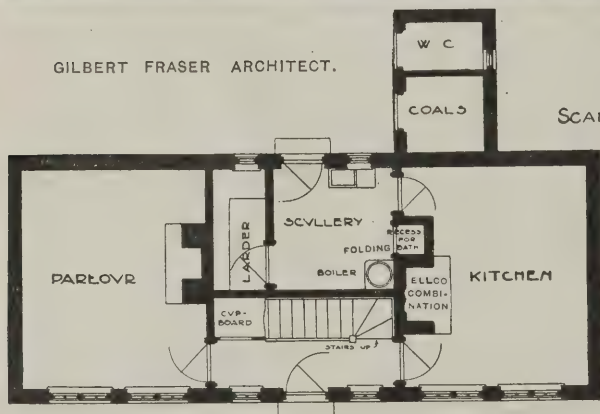 GILBERT FRASER ARCHITECT.
W C
COALS
SCAL
SCVLLERY
LARDER
RECESS
FOR
BATH
FOLDING
BOILER
PARLOVR
ELLCO
COMBI-
NATION
KITCHEN
CVP-
BOARD
STAIRS UP